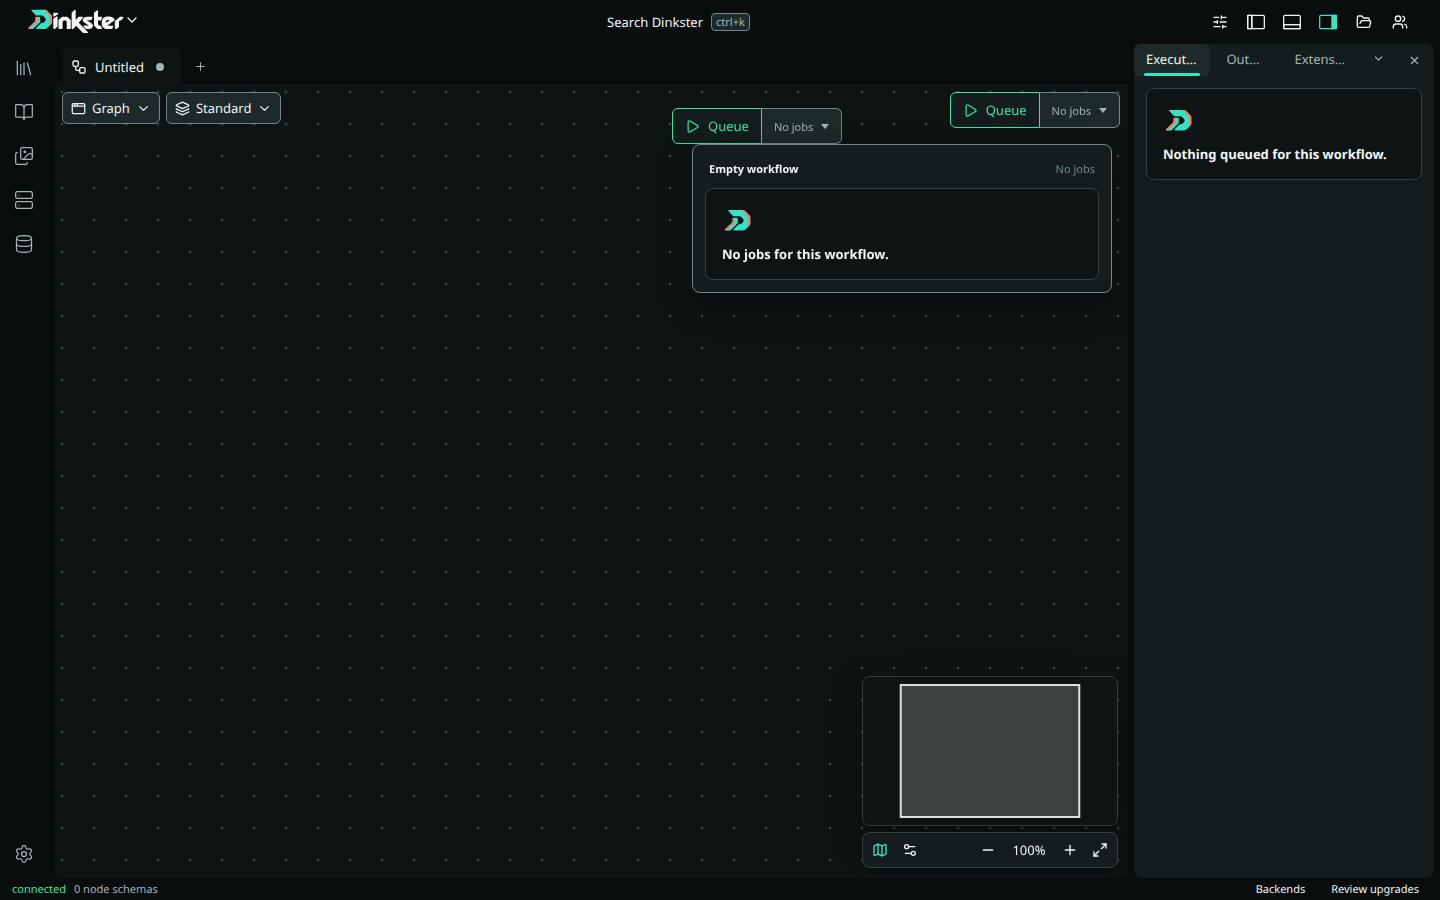 Dinkster
Search Dinkster ctrl+k
Untitled
Execut... Out... Extens...
Graph Standard
Queue No jobs
Queue No jobs
Empty workflow No jobs
No jobs for this workflow.
Nothing queued for this workflow.
100%
connected 0 node schemas
Backends Review upgrades